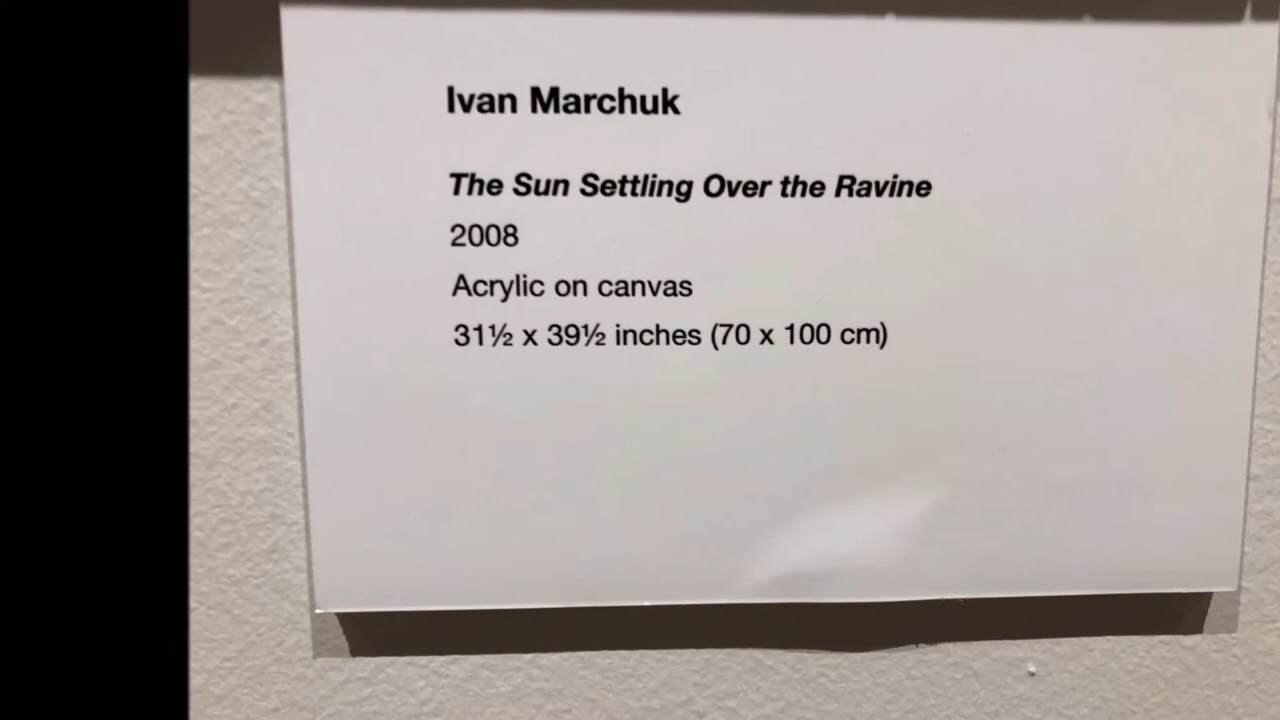 Ivan Marchuk
The Sun Settling Over the Ravine
2008
Acrylic on canvas
31½ x 39½ inches (70 x 100 cm)